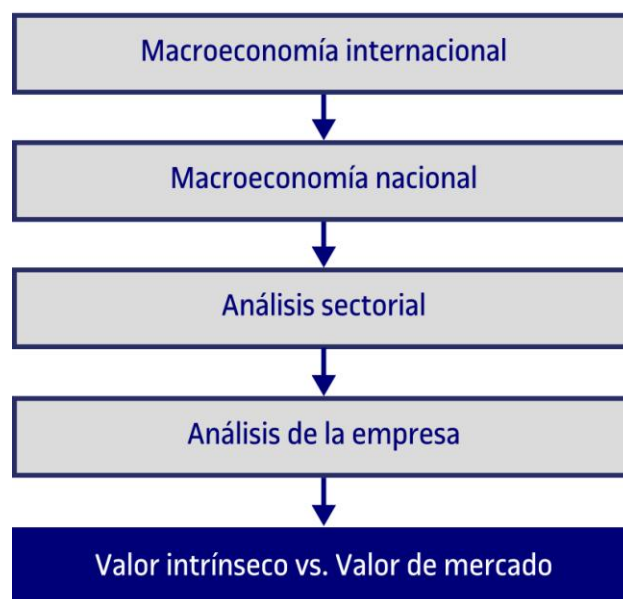 Macroeconomía internacional
Macroeconomía nacional
Análisis sectorial
Análisis de la empresa
Valor intrínseco vs. Valor de mercado